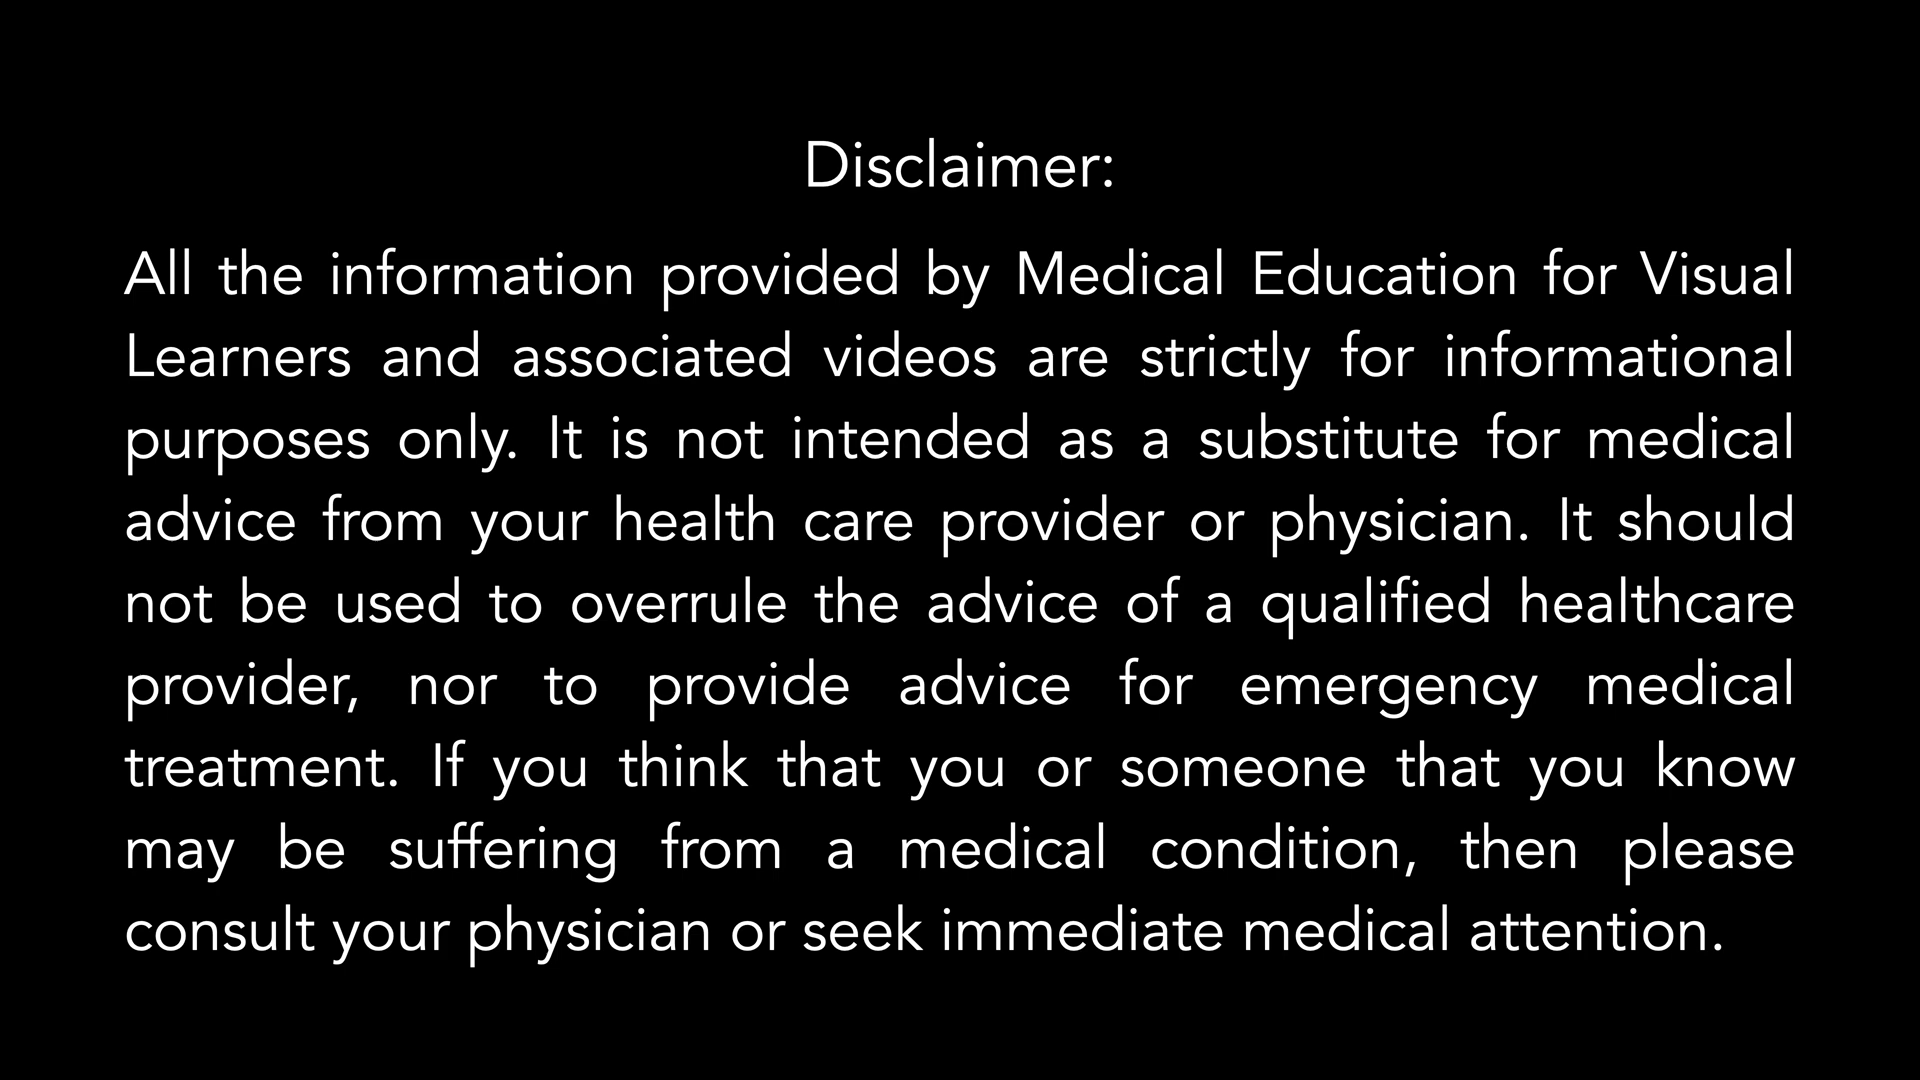 Disclaimer:
All the information provided by Medical Education for Visual
Learners and associated videos are strictly for informational
purposes only. It is not intended as a substitute for medical
advice from your health care provider or physician. It should
not be used to overrule the advice of a qualified healthcare
provider, nor to provide advice for emergency medical
treatment. If you think that you or someone that you know
may be suffering from a medical condition, then please
consult your physician or seek immediate medical attention.